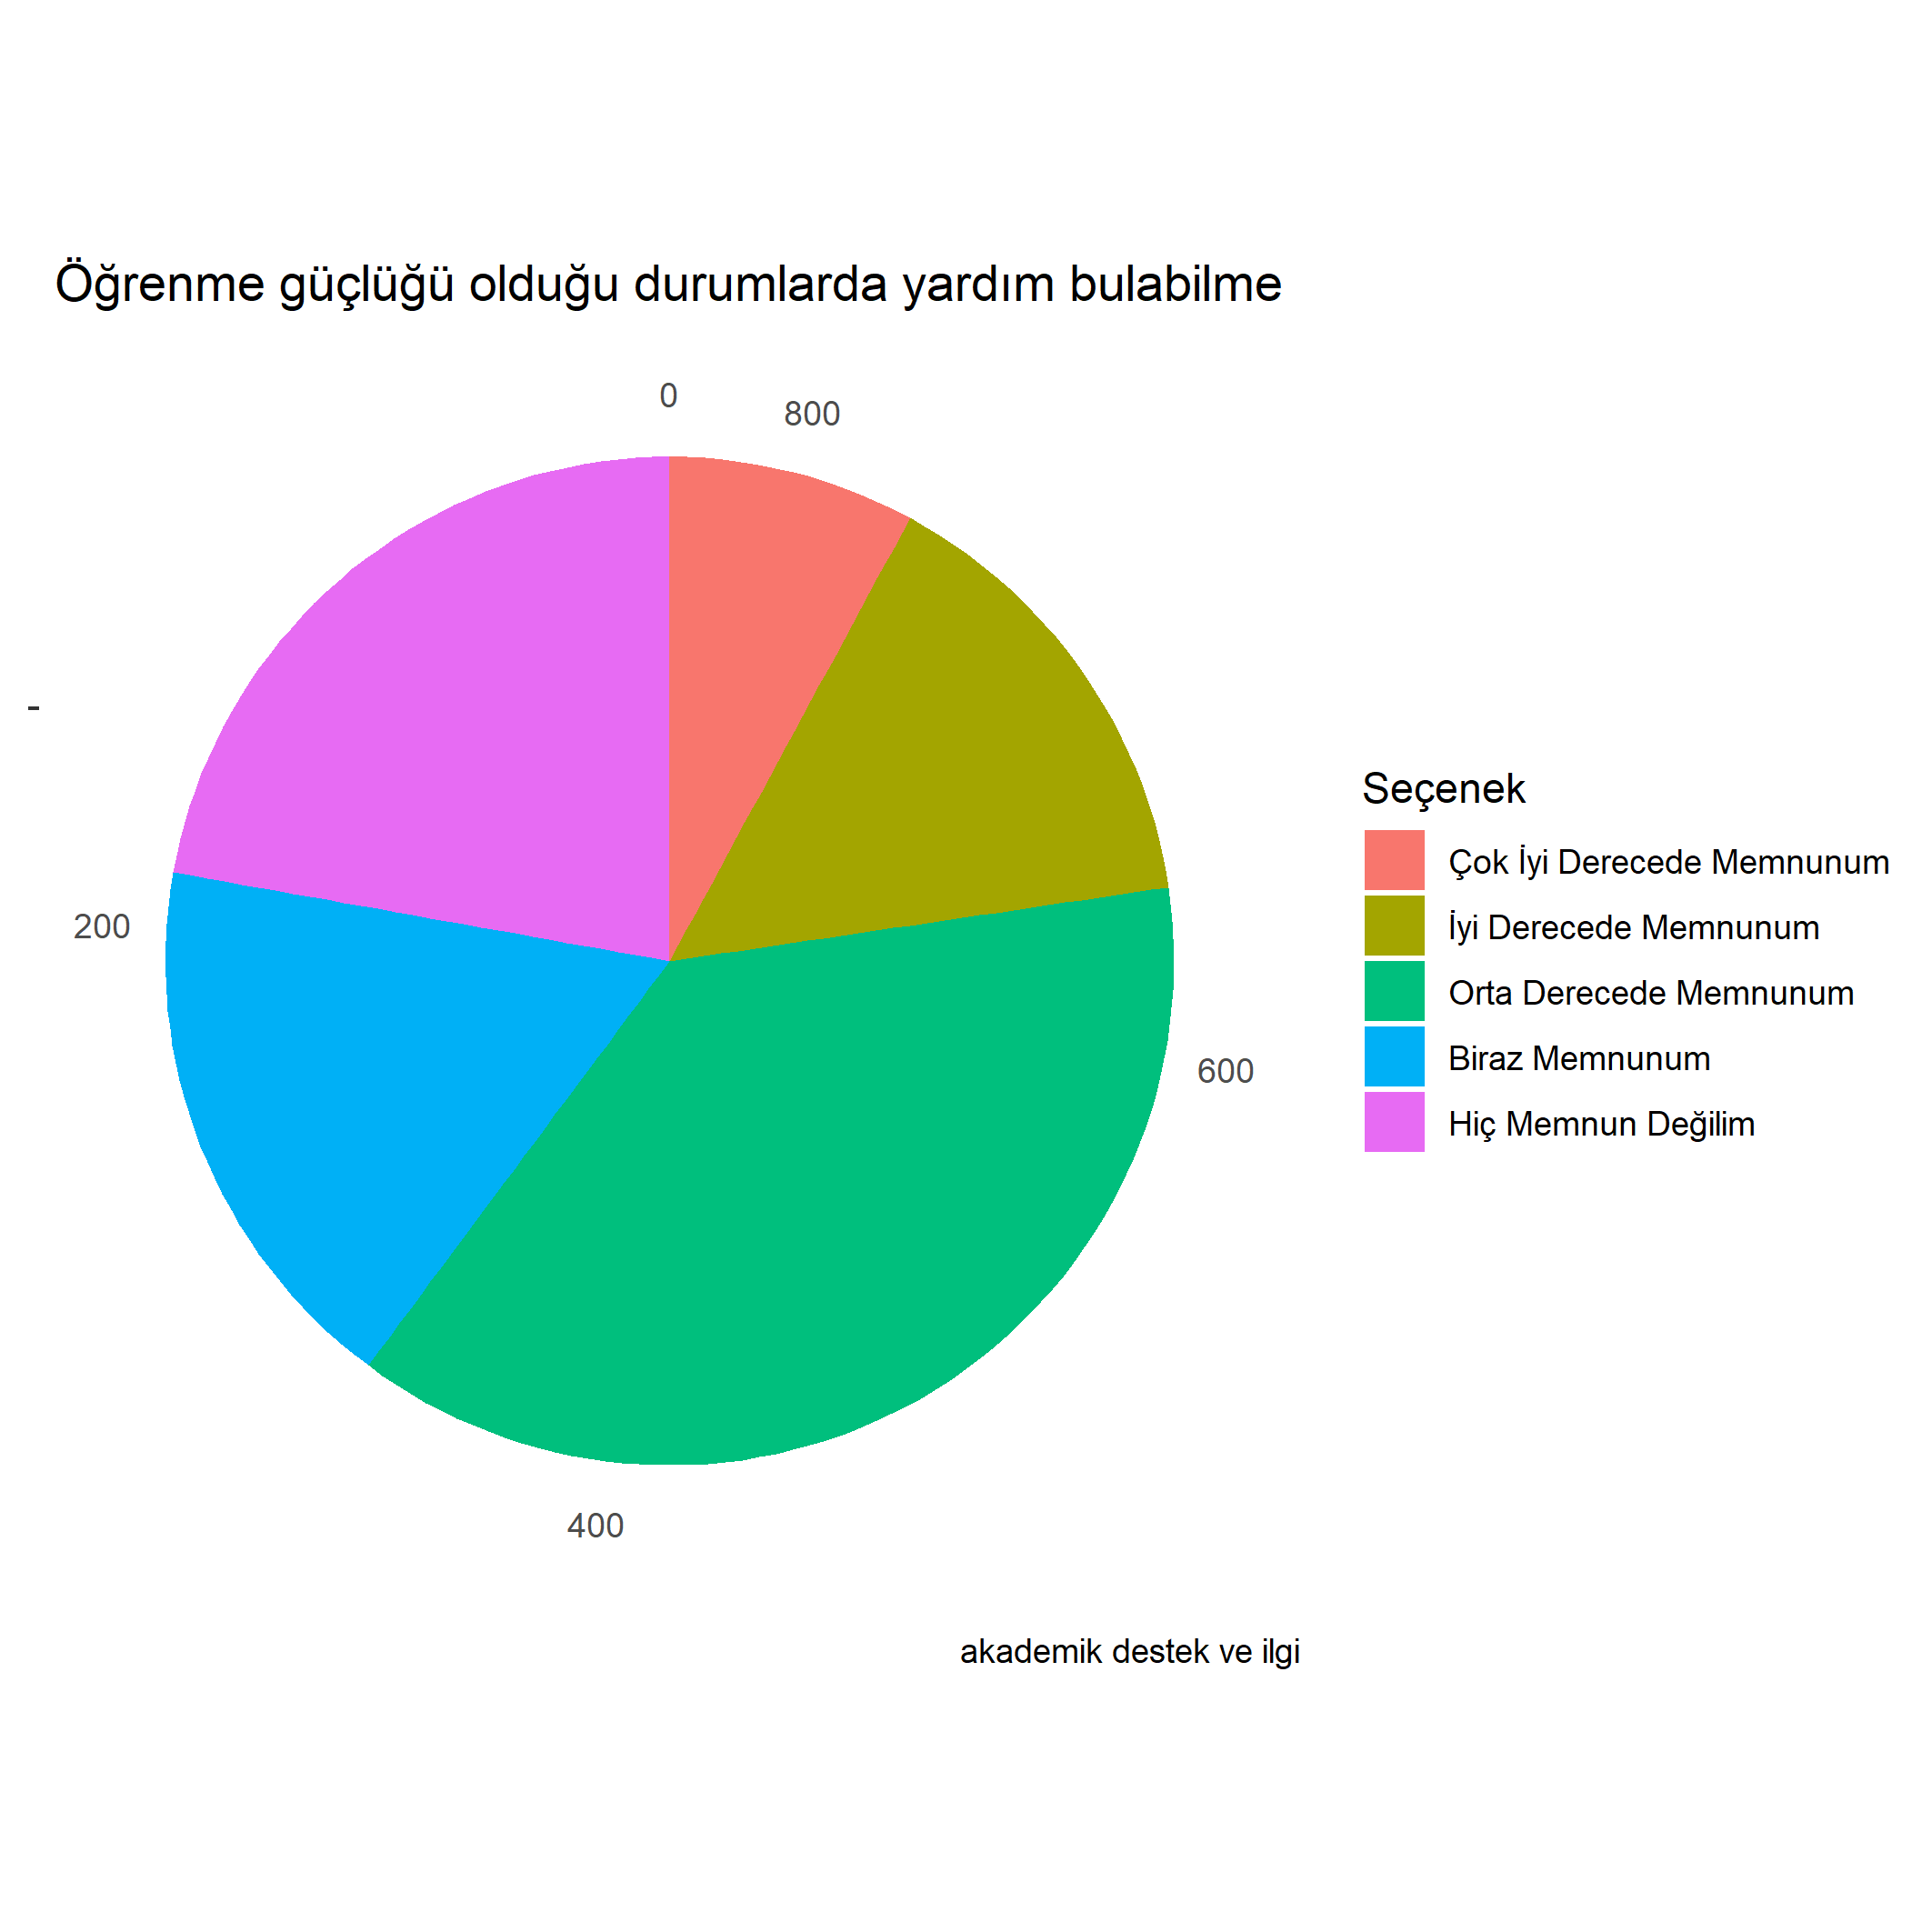 Öğrenme güçlüğü olduğu durumlarda yardım bulabilme
0
800
-
200
600
400
Seçenek
Çok İyi Derecede Memnunum
İyi Derecede Memnunum
Orta Derecede Memnunum
Biraz Memnunum
Hiç Memnun Değilim
akademik destek ve ilgi